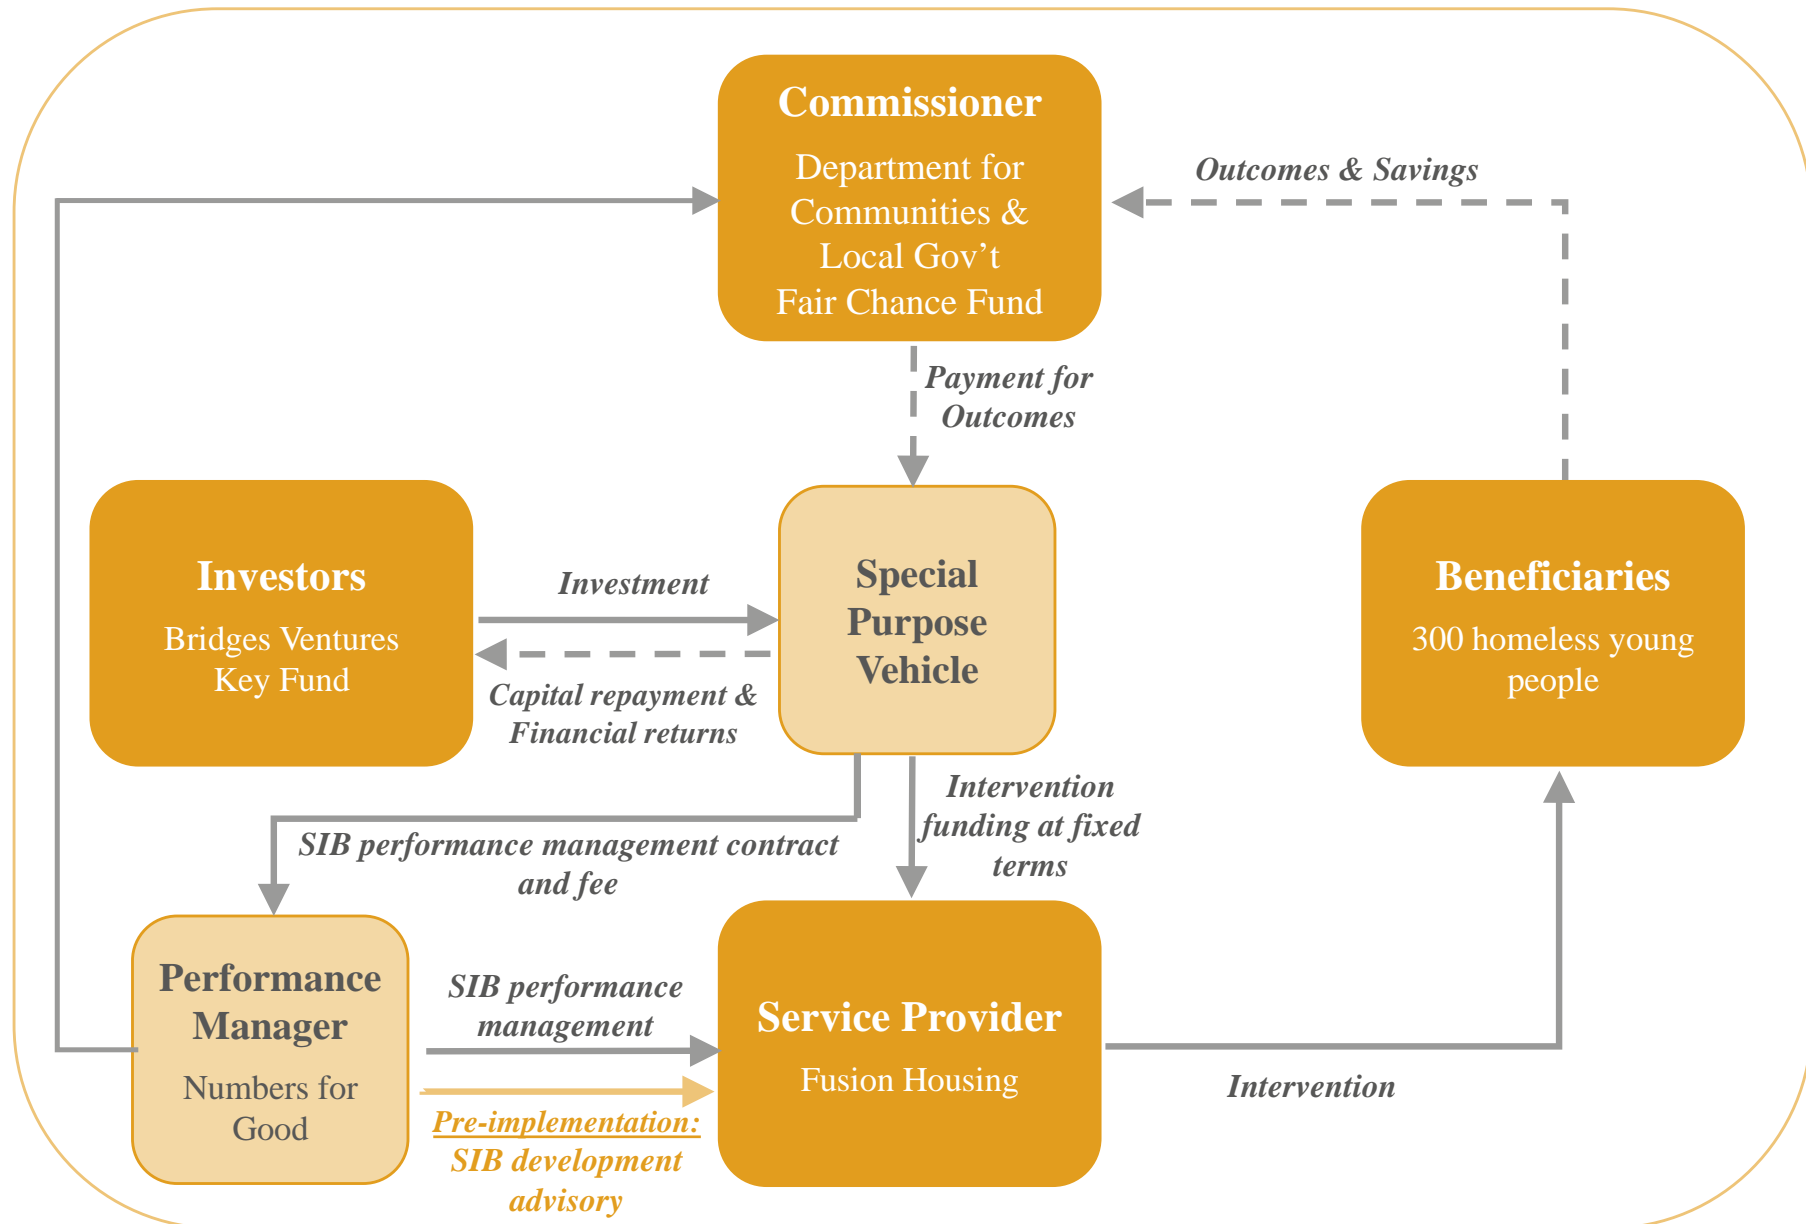 Commissioner
Department for
Communities &
Local Gov't
Fair Chance Fund
Outcomes & Savings
Payment for
Outcomes
Investors
Bridges Ventures
Key Fund
Investment
Capital repayment &
Financial returns
Special
Purpose
Vehicle
Beneficiaries
300 homeless young
people
SIB performance management contract
and fee
Intervention
funding at fixed
terms
Performance
Manager
Numbers for
Good
SIB performance
management
Pre-implementation:
SIB development
advisory
Service Provider
Fusion Housing
Intervention